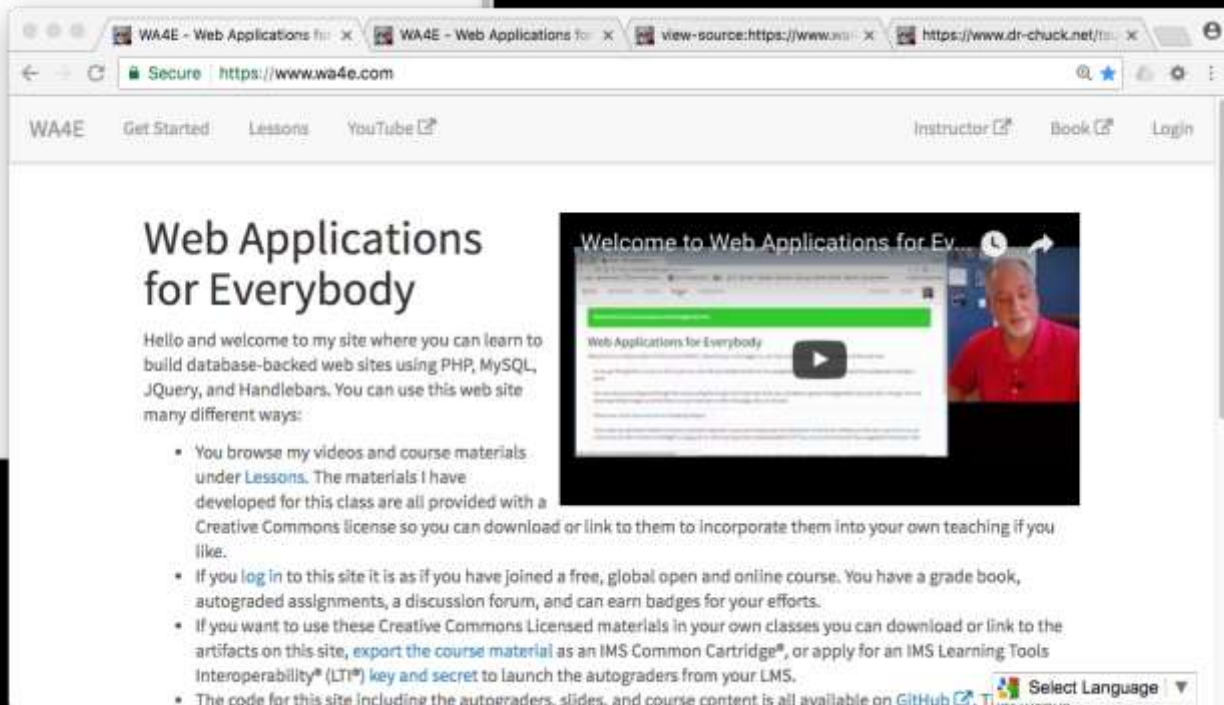 WA4E - Web Applications for
WA4E - Web Applications for
view-source:https://www.wa
https://www.dr-chuck.net/
Secure https://www.wa4e.com
WA4E Get Started Lessons YouTube Instructor Book Login
Web Applications
for Everybody
Welcome to Web Applications for Ev...
Web Applications for Everybody
Hello and welcome to my site where you can learn to
build database-backed web sites using PHP, MySQL,
JQuery, and Handlebars. You can use this web site
many different ways:
• You browse my videos and course materials
under Lessons. The materials I have
developed for this class are all provided with a
Creative Commons license so you can download or link to them to incorporate them into your own teaching if you
like.
• If you log in to this site it is as if you have joined a free, global open and online course. You have a grade book,
autograded assignments, a discussion forum, and can earn badges for your efforts.
• If you want to use these Creative Commons Licensed materials in your own classes you can download or link to the
artifacts on this site, export the course material as an IMS Common Cartridge®, or apply for an IMS Learning Tools
Interoperability® (LTI®) key and secret to launch the autograders from your LMS.
• The code for this site including the autograders, slides, and course content is all available on GitHub
Select Language ▼